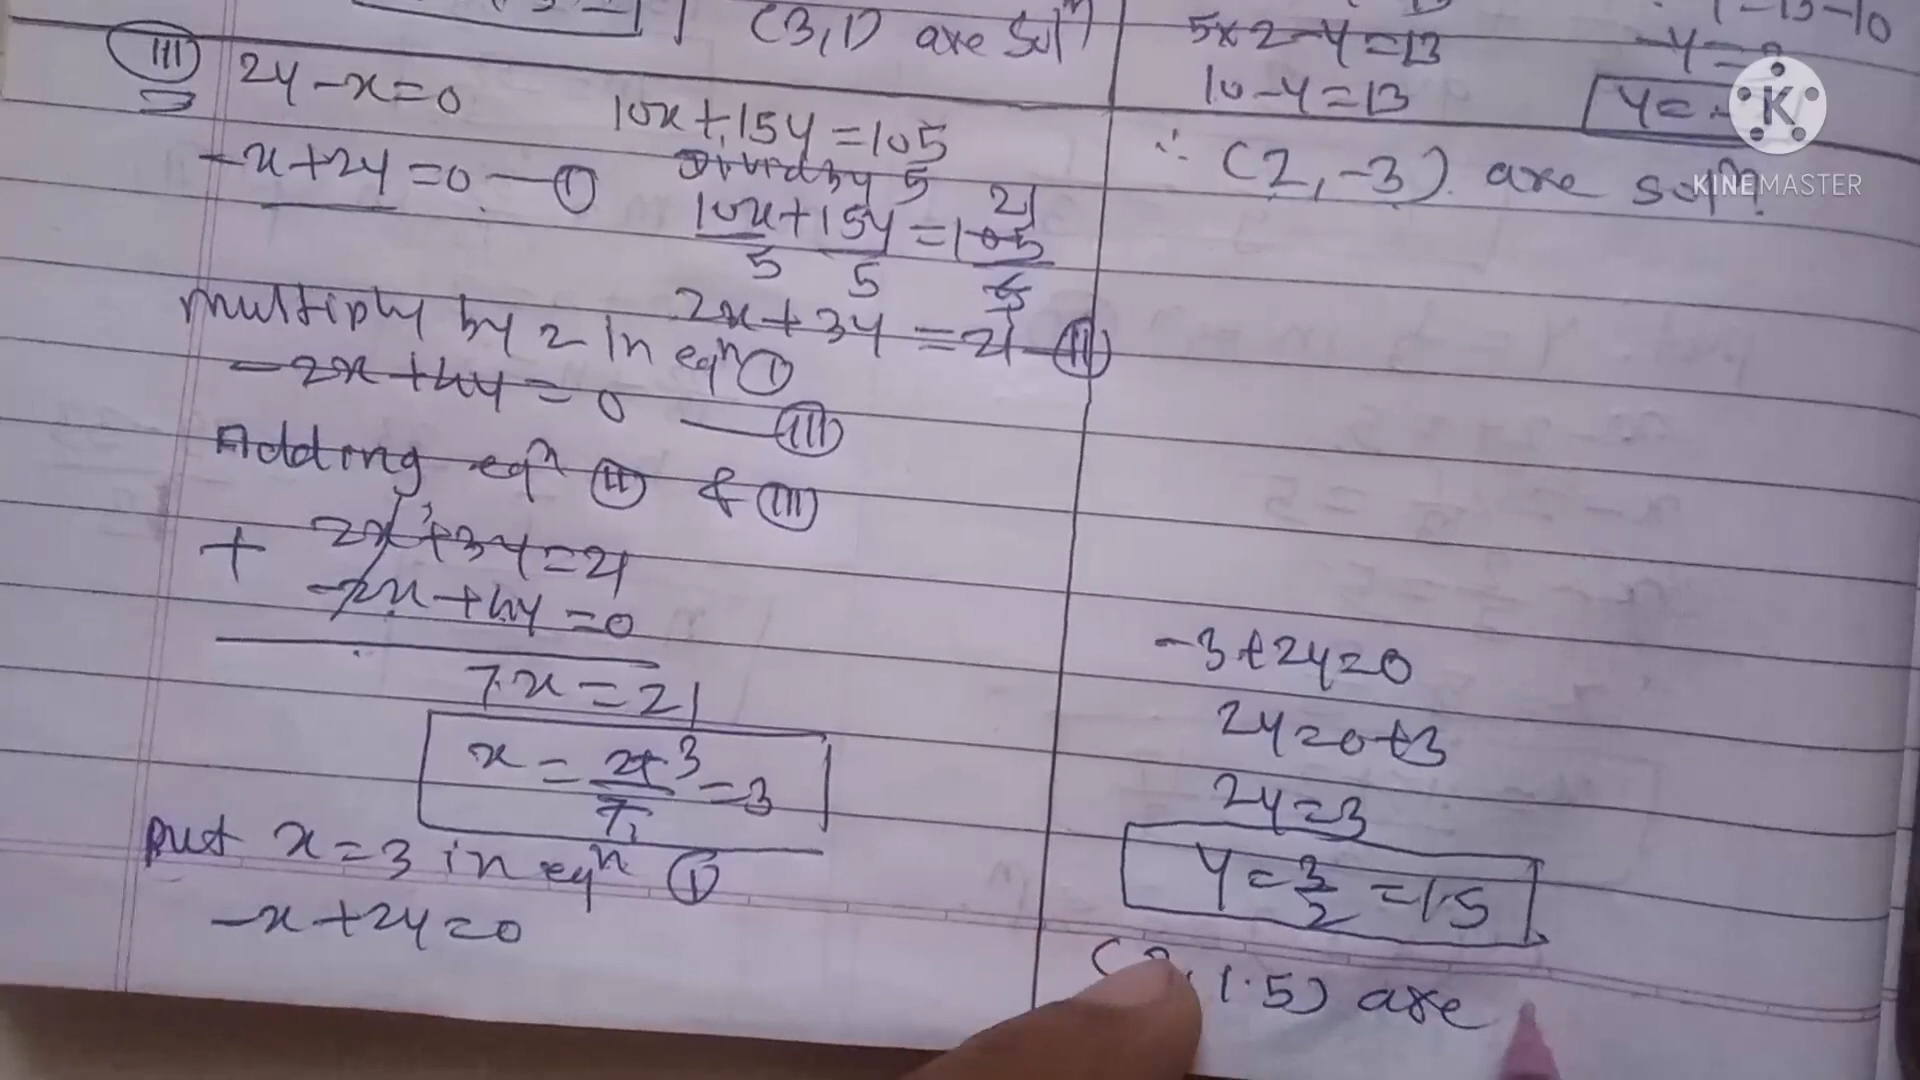 (3,1) are Solⁿ
III
2y-x=0
-x+2y=0 — I
10x+15y=105
Divid by 5
10x/5 + 15y/5 = 105/5 21
2x+3y=21 — II
multiply by 2 in eqⁿ I
-2x+4y=0 — III
Adding eqⁿ II & III
2x+3y=21
+ -2x+4y=0
7x=21
x = 21/7 3 = 3
put x=3 in eqⁿ I
-x+2y=0
5x2-y=13
10-y=13
-y=
y=
∴ (2,-3) are solⁿ
-3+2y=0
2y=0+3
2y=3
y=3/2=1.5
1.5) are
K
KINEMASTER